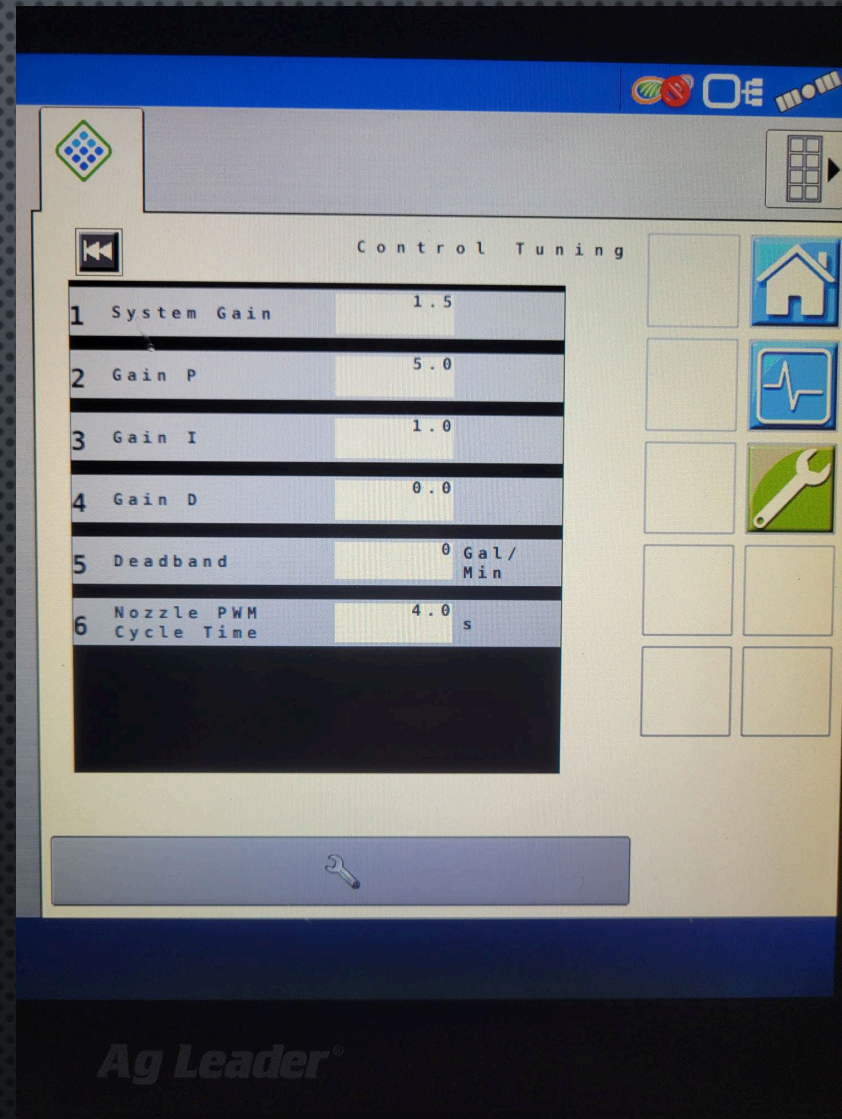 Control Tuning
1 System Gain 1.5
2 Gain P 5.0
3 Gain I 1.0
4 Gain D 0.0
5 Deadband 0 Gal/
Min
6 Nozzle PWM 4.0
Cycle Time s
Ag Leader®